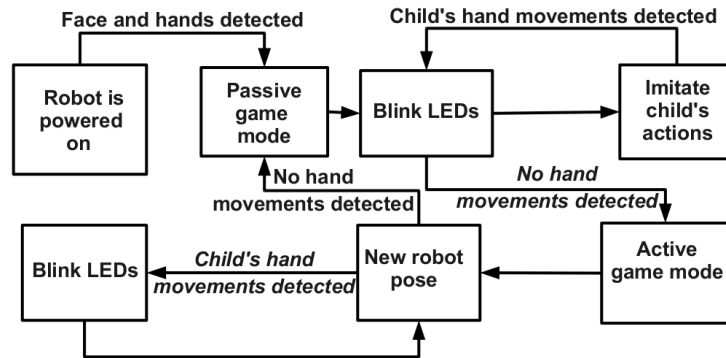 Face and hands detected
Child's hand movements detected
Robot is
powered
on
Passive
game
mode
Blink LEDs
Imitate
child's
actions
No hand
movements detected
No hand
movements detected
Blink LEDs
Child's hand
movements detected
New robot
pose
Active
game mode